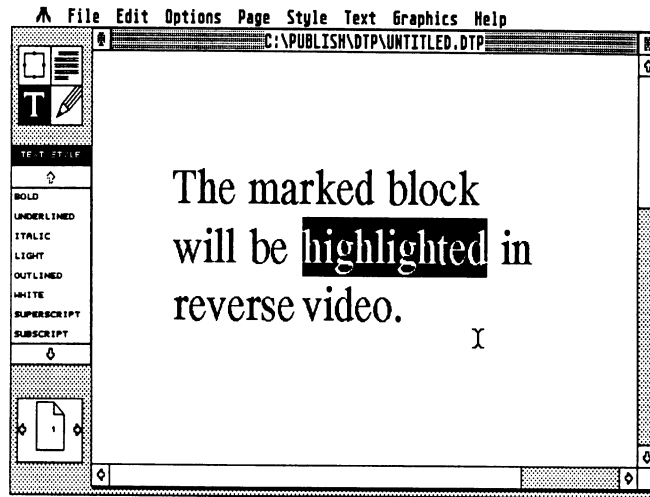 File Edit Options Page Style Text Graphics Help
C:\PUBLISH\DTP\UNTITLED.DTP
T
TEXT STYLE
BOLD
UNDERLINED
ITALIC
LIGHT
OUTLINED
WHITE
SUPERSCRIPT
SUBSCRIPT
1
The marked block
will be highlighted in
reverse video.